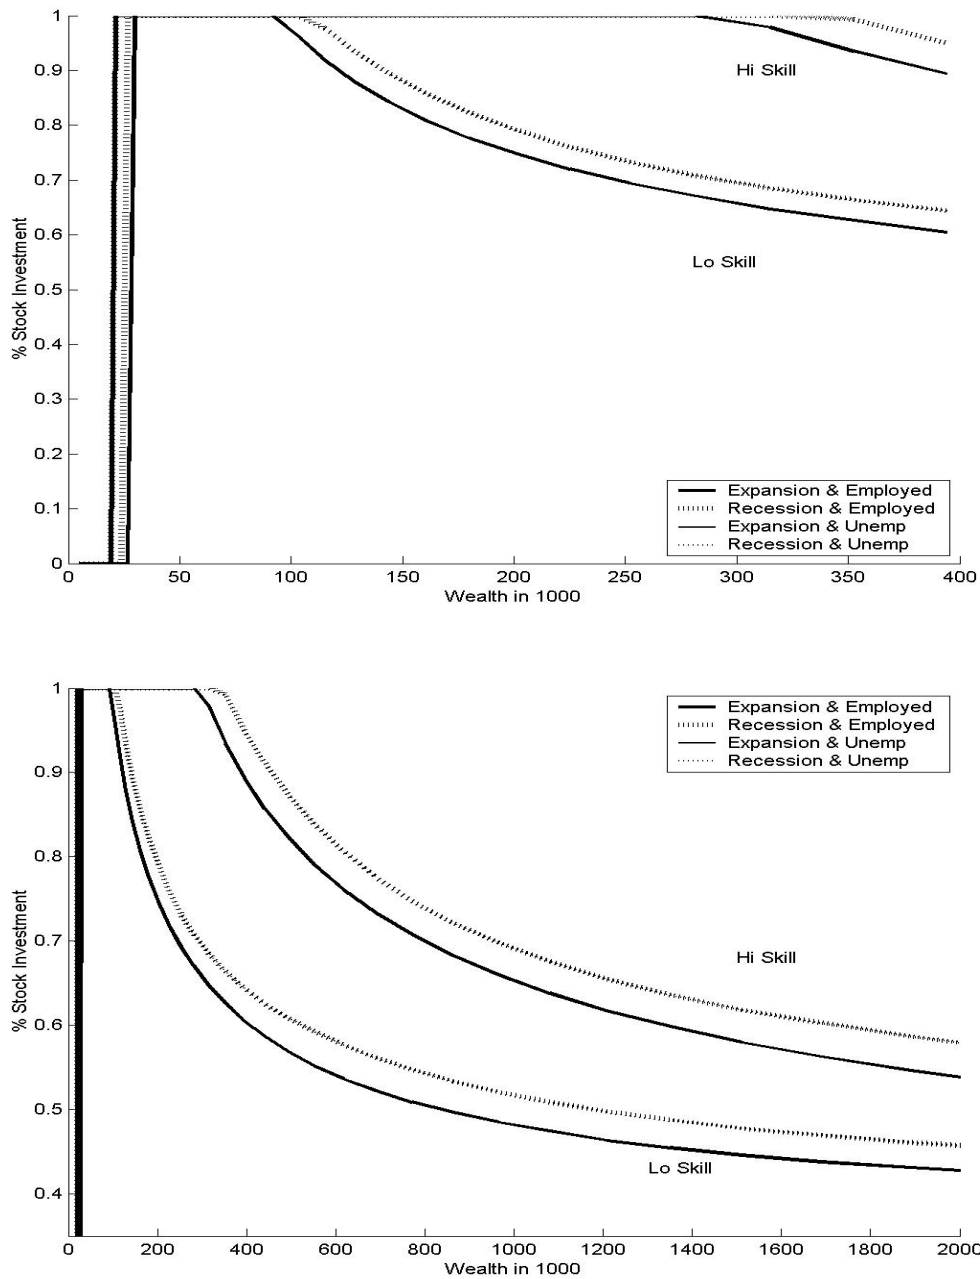 1
0.9
0.8
0.7
0.6
0.5
0.4
0.3
0.2
0.1
0
% Stock Investment
Hi Skill
Lo Skill
Expansion & Employed
Recession & Employed
Expansion & Unemp
Recession & Unemp
0 50 100 150 200 250 300 350 400
Wealth in 1000
1
0.9
0.8
0.7
0.6
0.5
0.4
% Stock Investment
Expansion & Employed
Recession & Employed
Expansion & Unemp
Recession & Unemp
Hi Skill
Lo Skill
0 200 400 600 800 1000 1200 1400 1600 1800 2000
Wealth in 1000